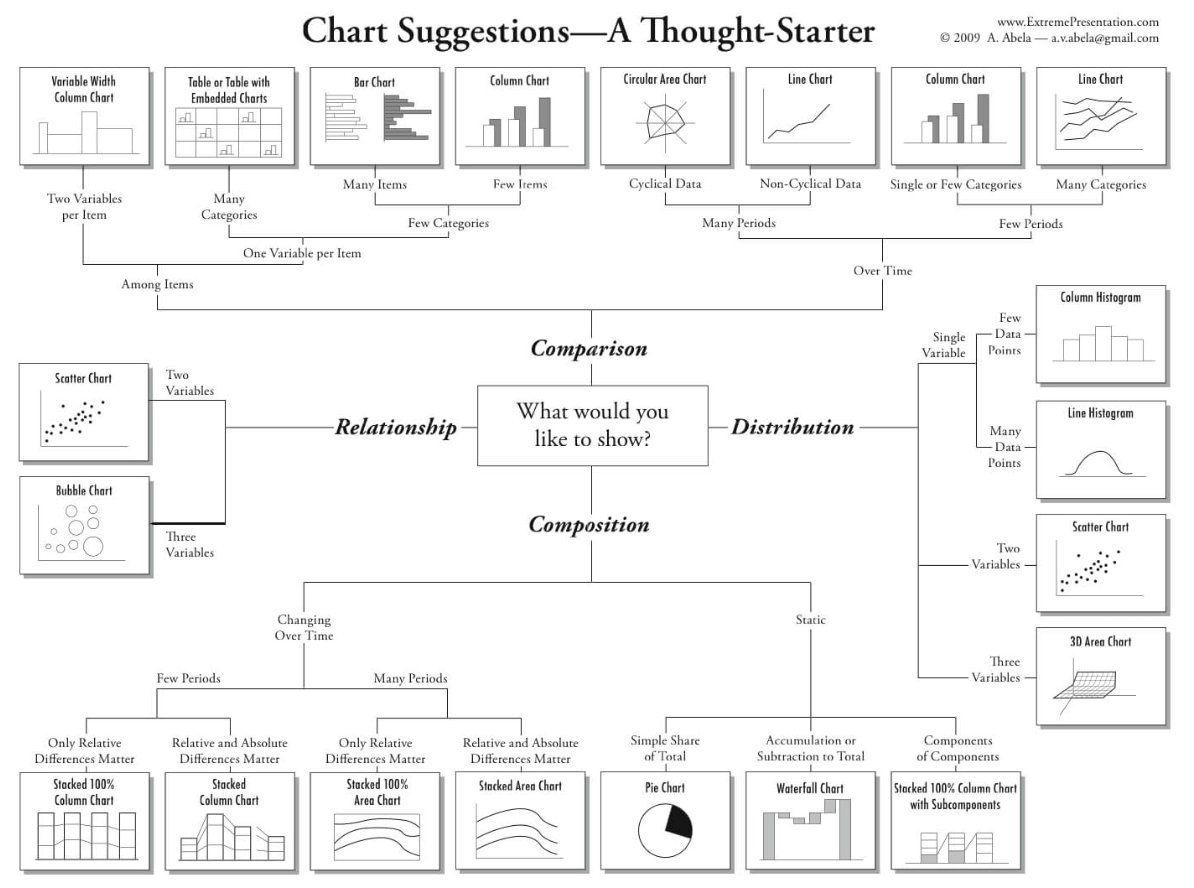 Chart Suggestions—A Thought-Starter
www.ExtremePresentation.com
© 2009 A. Abela — a.v.abela@gmail.com
Variable Width
Column Chart
Table or Table with
Embedded Charts
Bar Chart
Column Chart
Circular Area Chart
Line Chart
Column Chart
Line Chart
Two Variables
per Item
Many
Categories
Many Items
Few Items
Cyclical Data
Non-Cyclical Data
Single or Few Categories
Many Categories
Few Categories
Many Periods
Few Periods
One Variable per Item
Among Items
Over Time
Comparison
What would you
like to show?
Relationship
Two
Variables
Scatter Chart
Three
Variables
Bubble Chart
Distribution
Single
Variable
Few
Data
Points
Column Histogram
Many
Data
Points
Line Histogram
Two
Variables
Scatter Chart
Three
Variables
3D Area Chart
Composition
Changing
Over Time
Static
Few Periods
Many Periods
Only Relative
Differences Matter
Relative and Absolute
Differences Matter
Only Relative
Differences Matter
Relative and Absolute
Differences Matter
Simple Share
of Total
Accumulation or
Subtraction to Total
Components
of Components
Stacked 100%
Column Chart
Stacked
Column Chart
Stacked 100%
Area Chart
Stacked Area Chart
Pie Chart
Waterfall Chart
Stacked 100% Column Chart
with Subcomponents